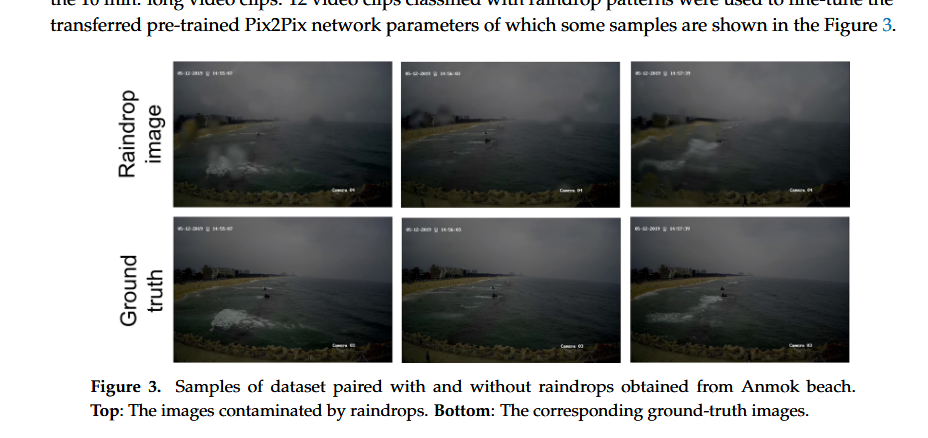 the 10 min. long video clips. 12 video clips classified with raindrop patterns were used to fine-tune the
transferred pre-trained Pix2Pix network parameters of which some samples are shown in the Figure 3.
Raindrop
image
05-12-2019 @ 14:55:07
05-12-2019 @ 14:56:03
05-12-2019 @ 14:57:39
Camera 04
Camera 04
Camera 04
Ground
truth
05-12-2019 @ 14:55:07
05-12-2019 @ 14:56:03
05-12-2019 @ 14:57:39
Camera 03
Camera 03
Camera 03
Figure 3. Samples of dataset paired with and without raindrops obtained from Anmok beach.
Top: The images contaminated by raindrops. Bottom: The corresponding ground-truth images.